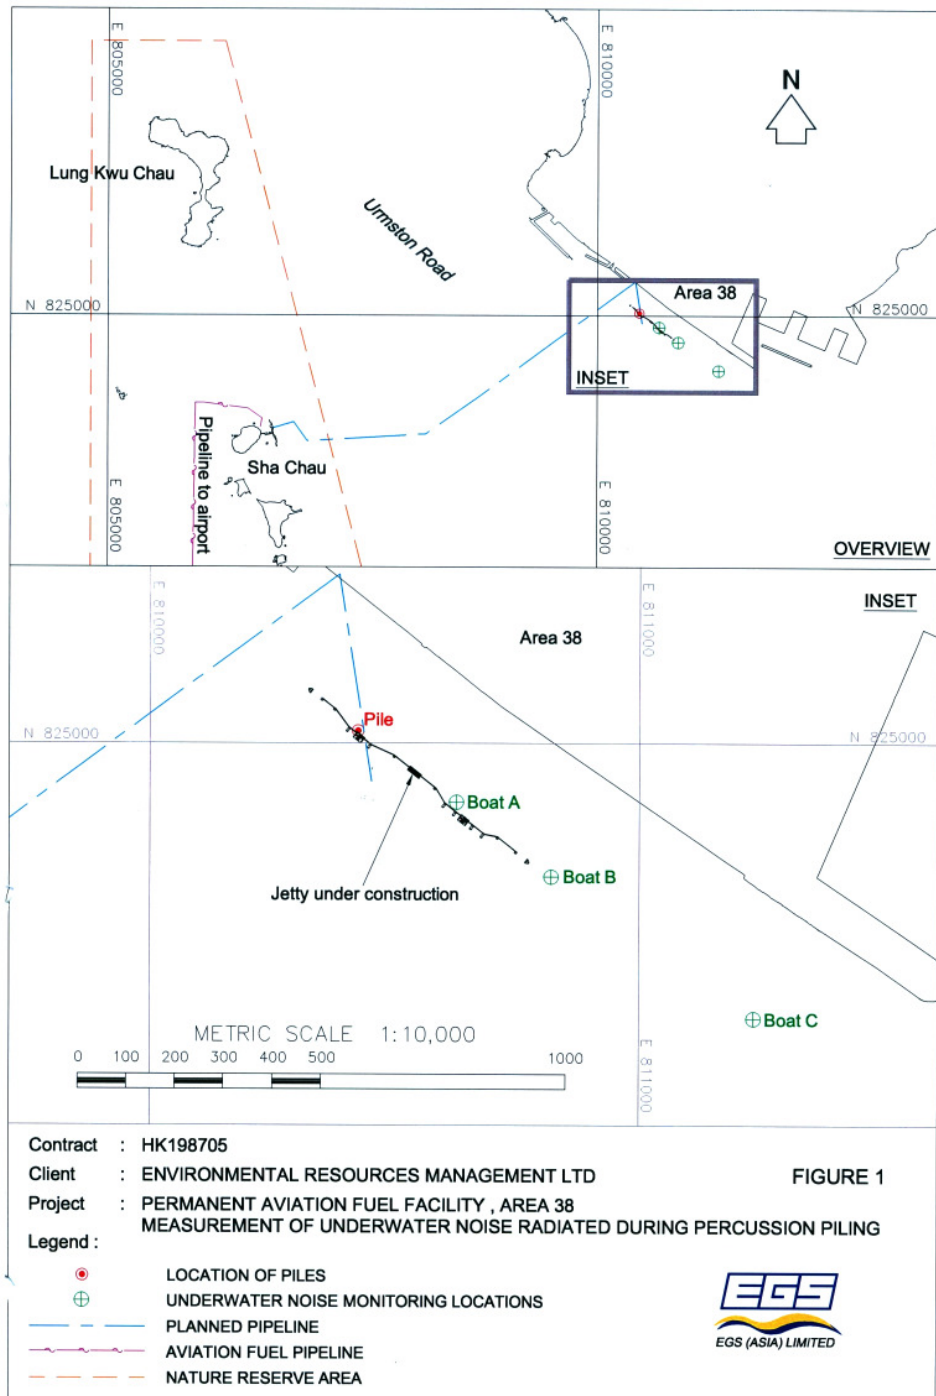 E 805000
E 810000
N
Lung Kwu Chau
Urmston Road
Area 38
N 825000
N 825000
INSET
Pipeline to airport
Sha Chau
E 805000
E 810000
OVERVIEW
E 810000
E 811000
INSET
Area 38
Pile
N 825000
N 825000
Boat A
Boat B
Jetty under construction
Boat C
METRIC SCALE 1:10,000
0 100 200 300 400 500 1000
E 811000
Contract : HK198705
Client : ENVIRONMENTAL RESOURCES MANAGEMENT LTD
FIGURE 1
Project : PERMANENT AVIATION FUEL FACILITY , AREA 38
MEASUREMENT OF UNDERWATER NOISE RADIATED DURING PERCUSSION PILING
Legend :
LOCATION OF PILES
UNDERWATER NOISE MONITORING LOCATIONS
PLANNED PIPELINE
AVIATION FUEL PIPELINE
NATURE RESERVE AREA
EGS
EGS (ASIA) LIMITED